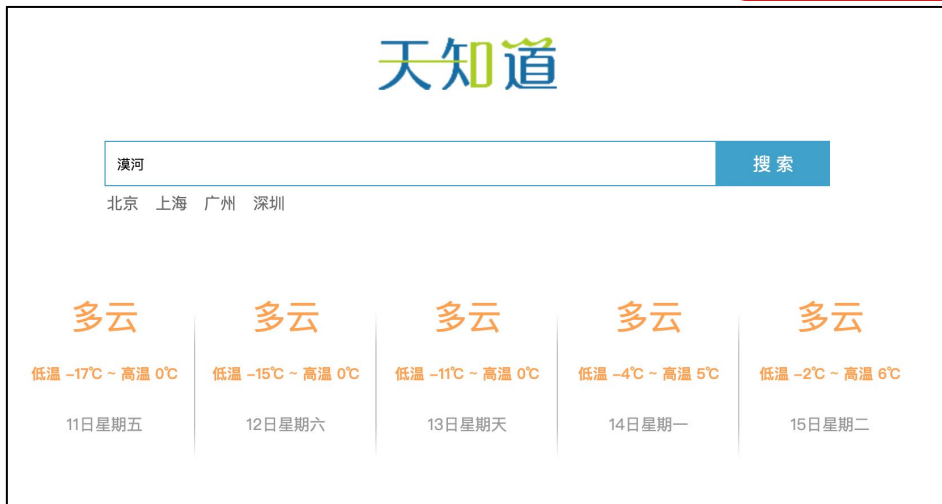 天知道
漠河
搜索
北京 上海 广州 深圳
多云 多云 多云 多云 多云
低温 -17℃ ~ 高温 0℃ 低温 -15℃ ~ 高温 0℃ 低温 -11℃ ~ 高温 0℃ 低温 -4℃ ~ 高温 5℃ 低温 -2℃ ~ 高温 6℃
11日星期五 12日星期六 13日星期天 14日星期一 15日星期二